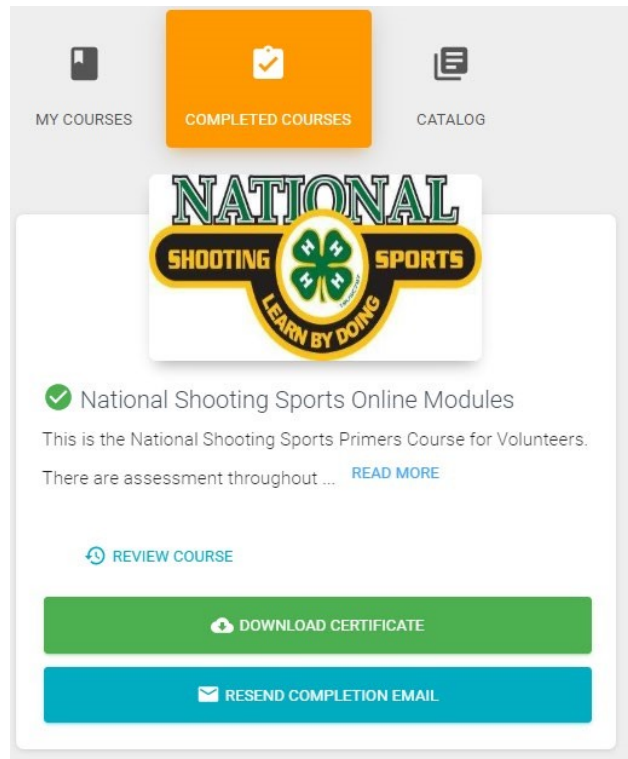 MY COURSES
COMPLETED COURSES
CATALOG
NATIONAL
SHOOTING SPORTS
H H
H H
LEARN BY DOING
National Shooting Sports Online Modules
This is the National Shooting Sports Primers Course for Volunteers.
There are assessment throughout ... READ MORE
REVIEW COURSE
DOWNLOAD CERTIFICATE
RESEND COMPLETION EMAIL